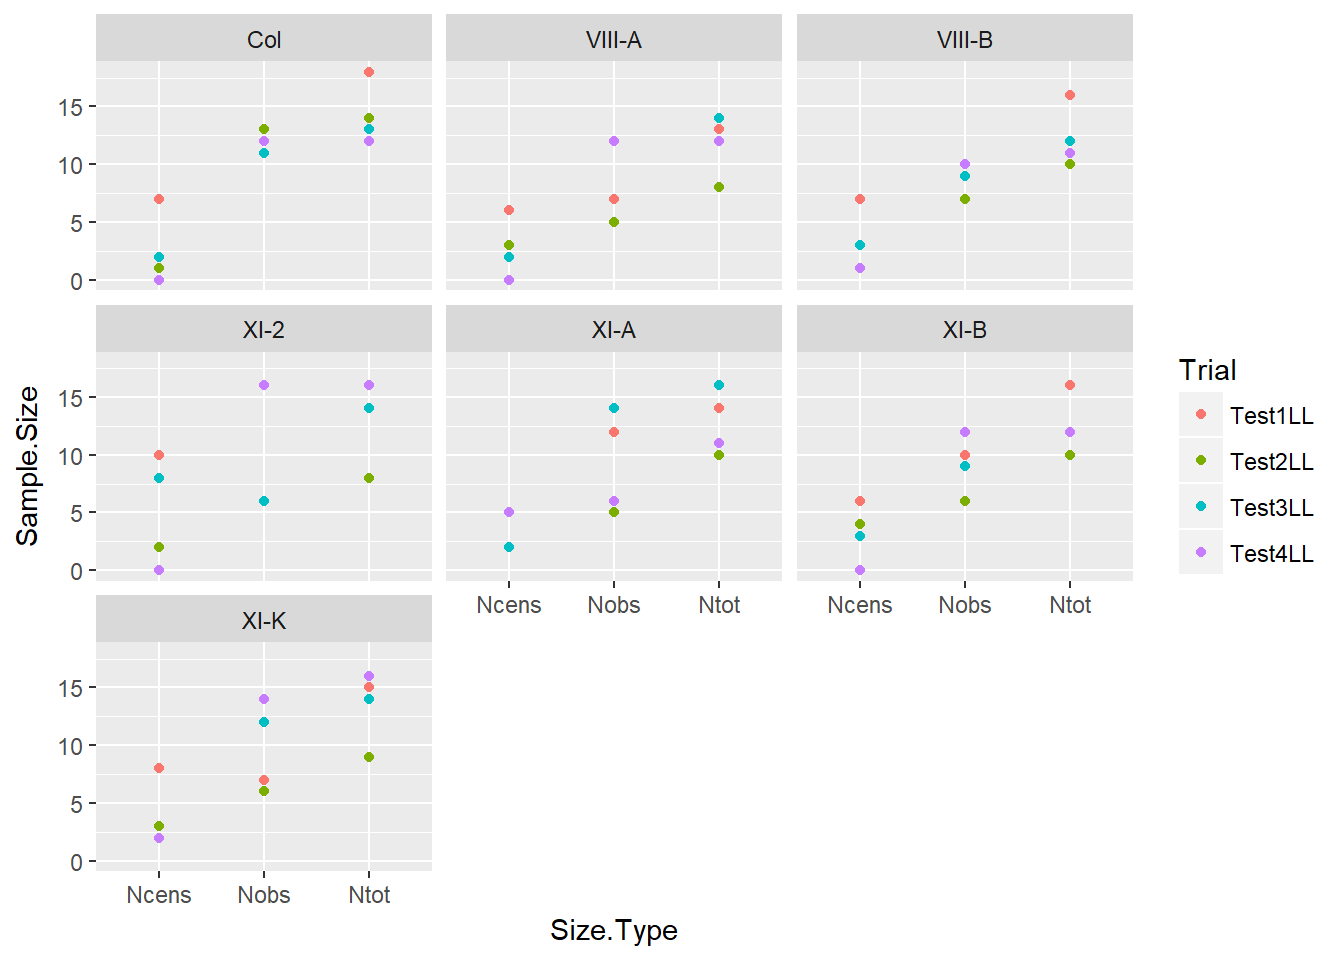 Col
VIII-A
VIII-B
15
10
5
0
XI-2
XI-A
XI-B
15
10
5
0
Ncens Nobs Ntot
Ncens Nobs Ntot
XI-K
15
10
5
0
Ncens Nobs Ntot
Size.Type
Sample.Size
Trial
Test1LL
Test2LL
Test3LL
Test4LL